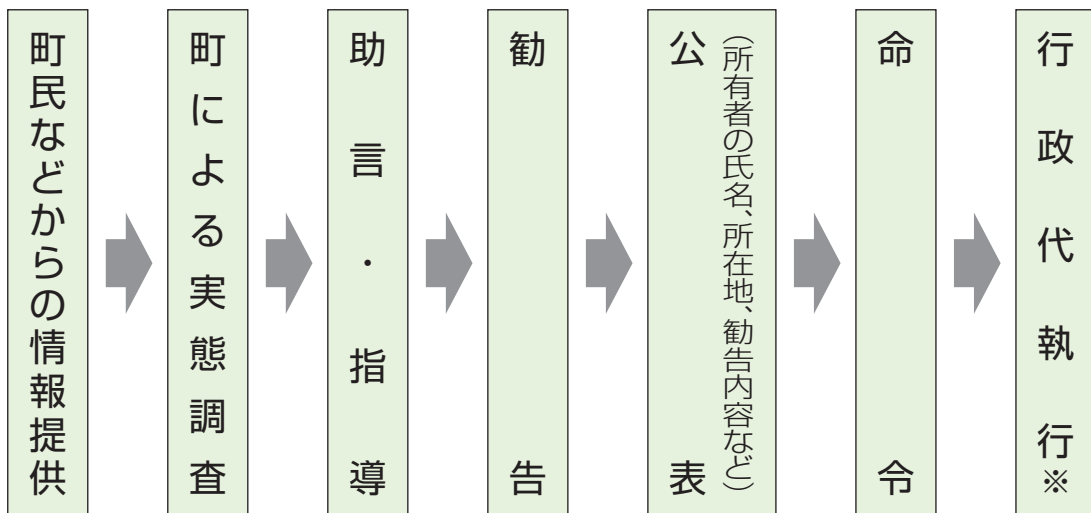 町民などからの情報提供
町による実態調査
助言・指導
勧告
公表
（所有者の氏名、所在地、勧告内容など）
命令
行政代執行※